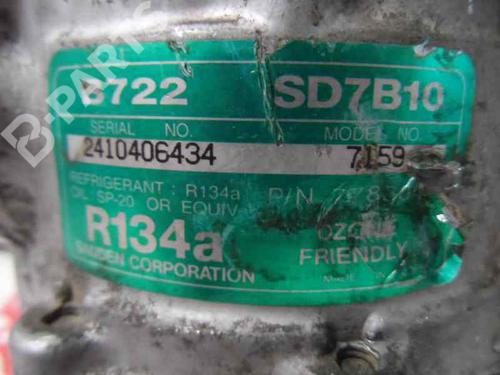 B-PARTS
B722 SD7B10
SERIAL NO. MODEL NO.
2410406434 7159
REFRIGERANT : R134a P/N
OIL SP-20 OR EQUIV
R134a OZONE
FRIENDLY
SANDEN CORPORATION